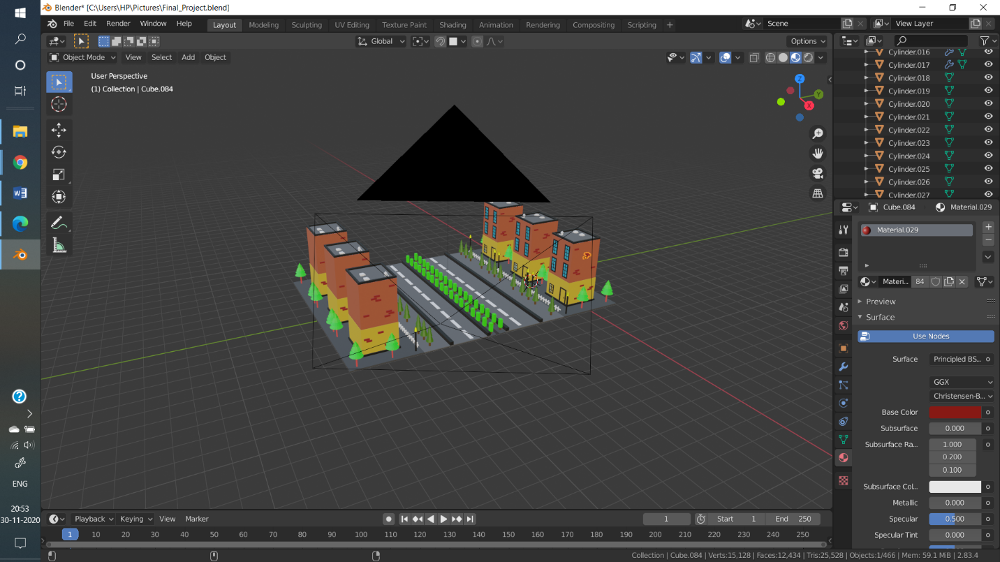 Blender* [C:\Users\HP\Pictures\Final_Project.blend]
File Edit Render Window Help Layout Modeling Sculpting UV Editing Texture Paint Shading Animation Rendering Compositing Scripting + Scene View Layer
Global Options
Object Mode View Select Add Object
User Perspective
(1) Collection | Cube.084
Z
Y
X
Cylinder.016
Cylinder.017
Cylinder.018
Cylinder.019
Cylinder.020
Cylinder.021
Cylinder.022
Cylinder.023
Cylinder.024
Cylinder.025
Cylinder.026
Cylinder.027
Cube.084 Material.029
Material.029
Materi... 84
Preview
Surface
Use Nodes
Surface Principled BS...
GGX
Christensen-B...
Base Color
Subsurface 0.000
Subsurface Ra... 1.000
0.200
0.100
Subsurface Col...
Metallic 0.000
Specular 0.500
Specular Tint 0.000
Playback Keying View Marker 1 Start 1 End 250
1 10 20 30 40 50 60 70 80 90 100 110 120 130 140 150 160 170 180 190 200 210 220 230 240 250
Collection | Cube.084 | Verts:15,128 | Faces:12,434 | Tris:25,528 | Objects:1/466 | Mem: 59.1 MiB | 2.83.4
W
ENG
20:53
30-11-2020